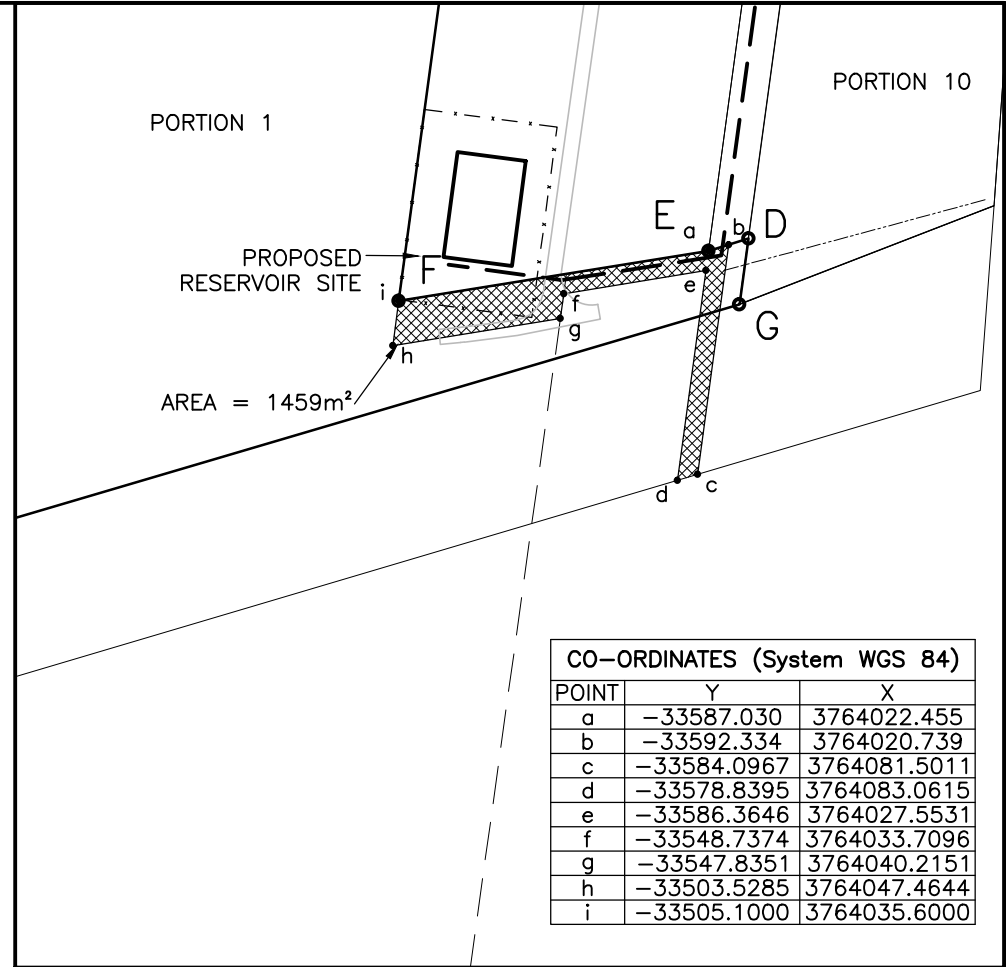 PORTION 10
PORTION 1
E
a
b
D
PROPOSED
RESERVOIR SITE
F
i
e
f
G
g
h
AREA = 1459m²
d
c
CO-ORDINATES (System WGS 84)
POINT Y X
a -33587.030 3764022.455
b -33592.334 3764020.739
c -33584.0967 3764081.5011
d -33578.8395 3764083.0615
e -33586.3646 3764027.5531
f -33548.7374 3764033.7096
g -33547.8351 3764040.2151
h -33503.5285 3764047.4644
i -33505.1000 3764035.6000